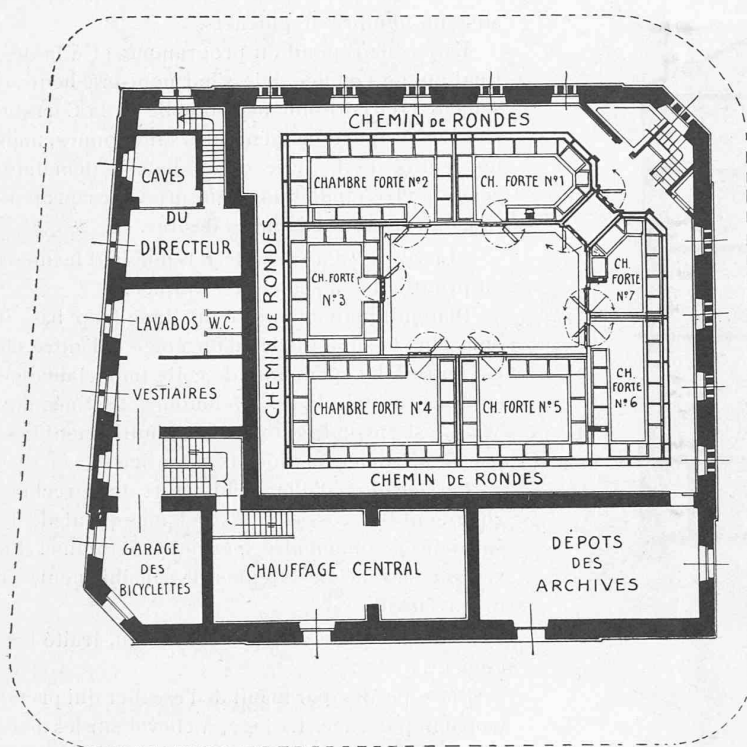 CHEMIN DE RONDES
CAVES
DU
DIRECTEUR
CHAMBRE FORTE N°2
CH. FORTE N°1
CHEMIN DE RONDES
CH. FORTE
N°3
CH.
FORTE
N°7
LAVABOS
W.C.
VESTIAIRES
CHAMBRE FORTE N°4
CH. FORTE N°5
CH.
FORTE
N°6
CHEMIN DE RONDES
GARAGE
DES
BICYCLETTES
CHAUFFAGE CENTRAL
DÉPOTS
DES
ARCHIVES